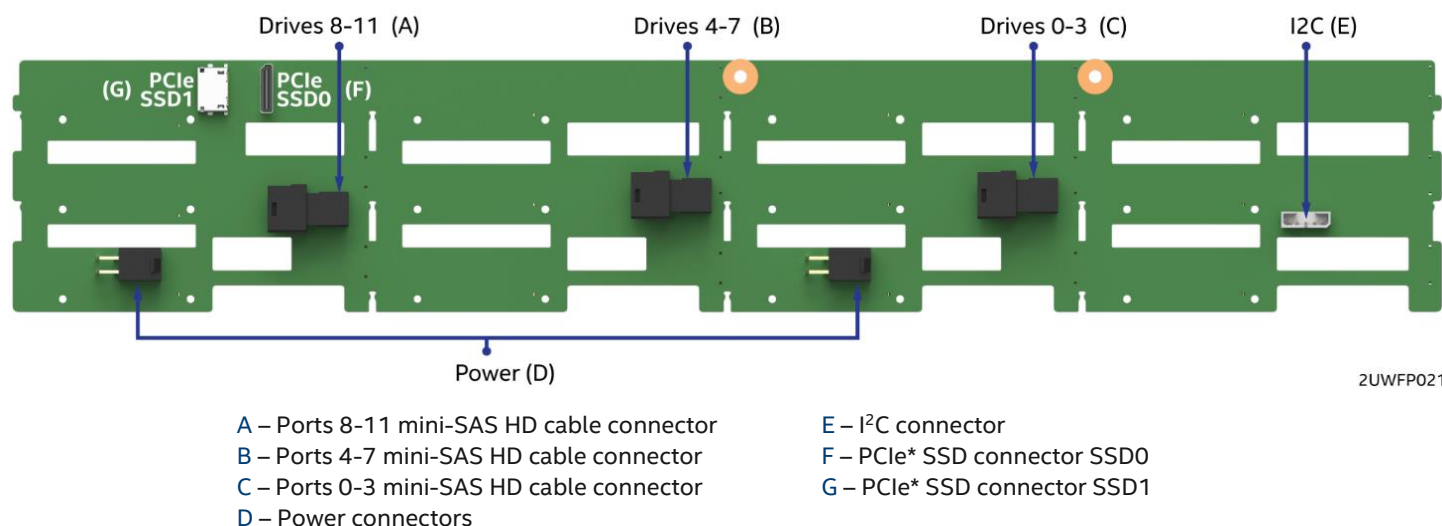 Drives 8-11 (A)
Drives 4-7 (B)
Drives 0-3 (C)
I2C (E)
(G) PCIe SSD1
PCIe SSD0 (F)
Power (D)
2UWFP021
A – Ports 8-11 mini-SAS HD cable connector
B – Ports 4-7 mini-SAS HD cable connector
C – Ports 0-3 mini-SAS HD cable connector
D – Power connectors
E – I²C connector
F – PCIe* SSD connector SSD0
G – PCIe* SSD connector SSD1